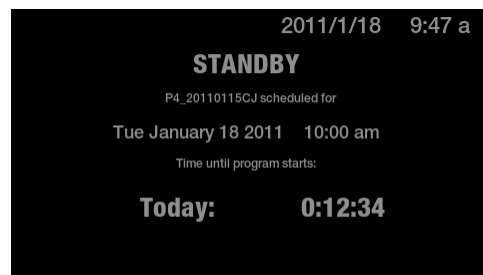 2011/1/18 9:47 a
STANDBY
P4_20110115CJ scheduled for
Tue January 18 2011 10:00 am
Time until program starts:
Today: 0:12:34